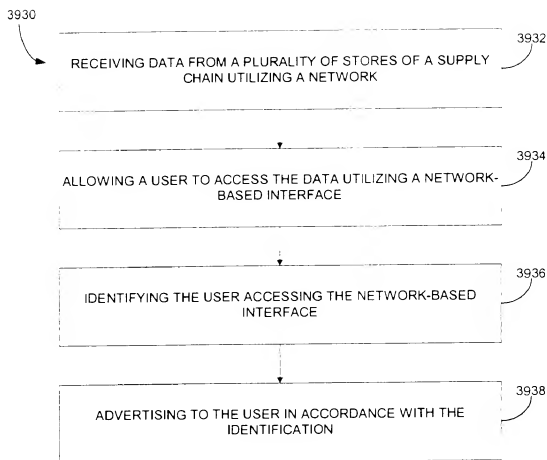 3930
3932
RECEIVING DATA FROM A PLURALITY OF STORES OF A SUPPLY
CHAIN UTILIZING A NETWORK
3934
ALLOWING A USER TO ACCESS THE DATA UTILIZING A NETWORK-
BASED INTERFACE
3936
IDENTIFYING THE USER ACCESSING THE NETWORK-BASED
INTERFACE
3938
ADVERTISING TO THE USER IN ACCORDANCE WITH THE
IDENTIFICATION